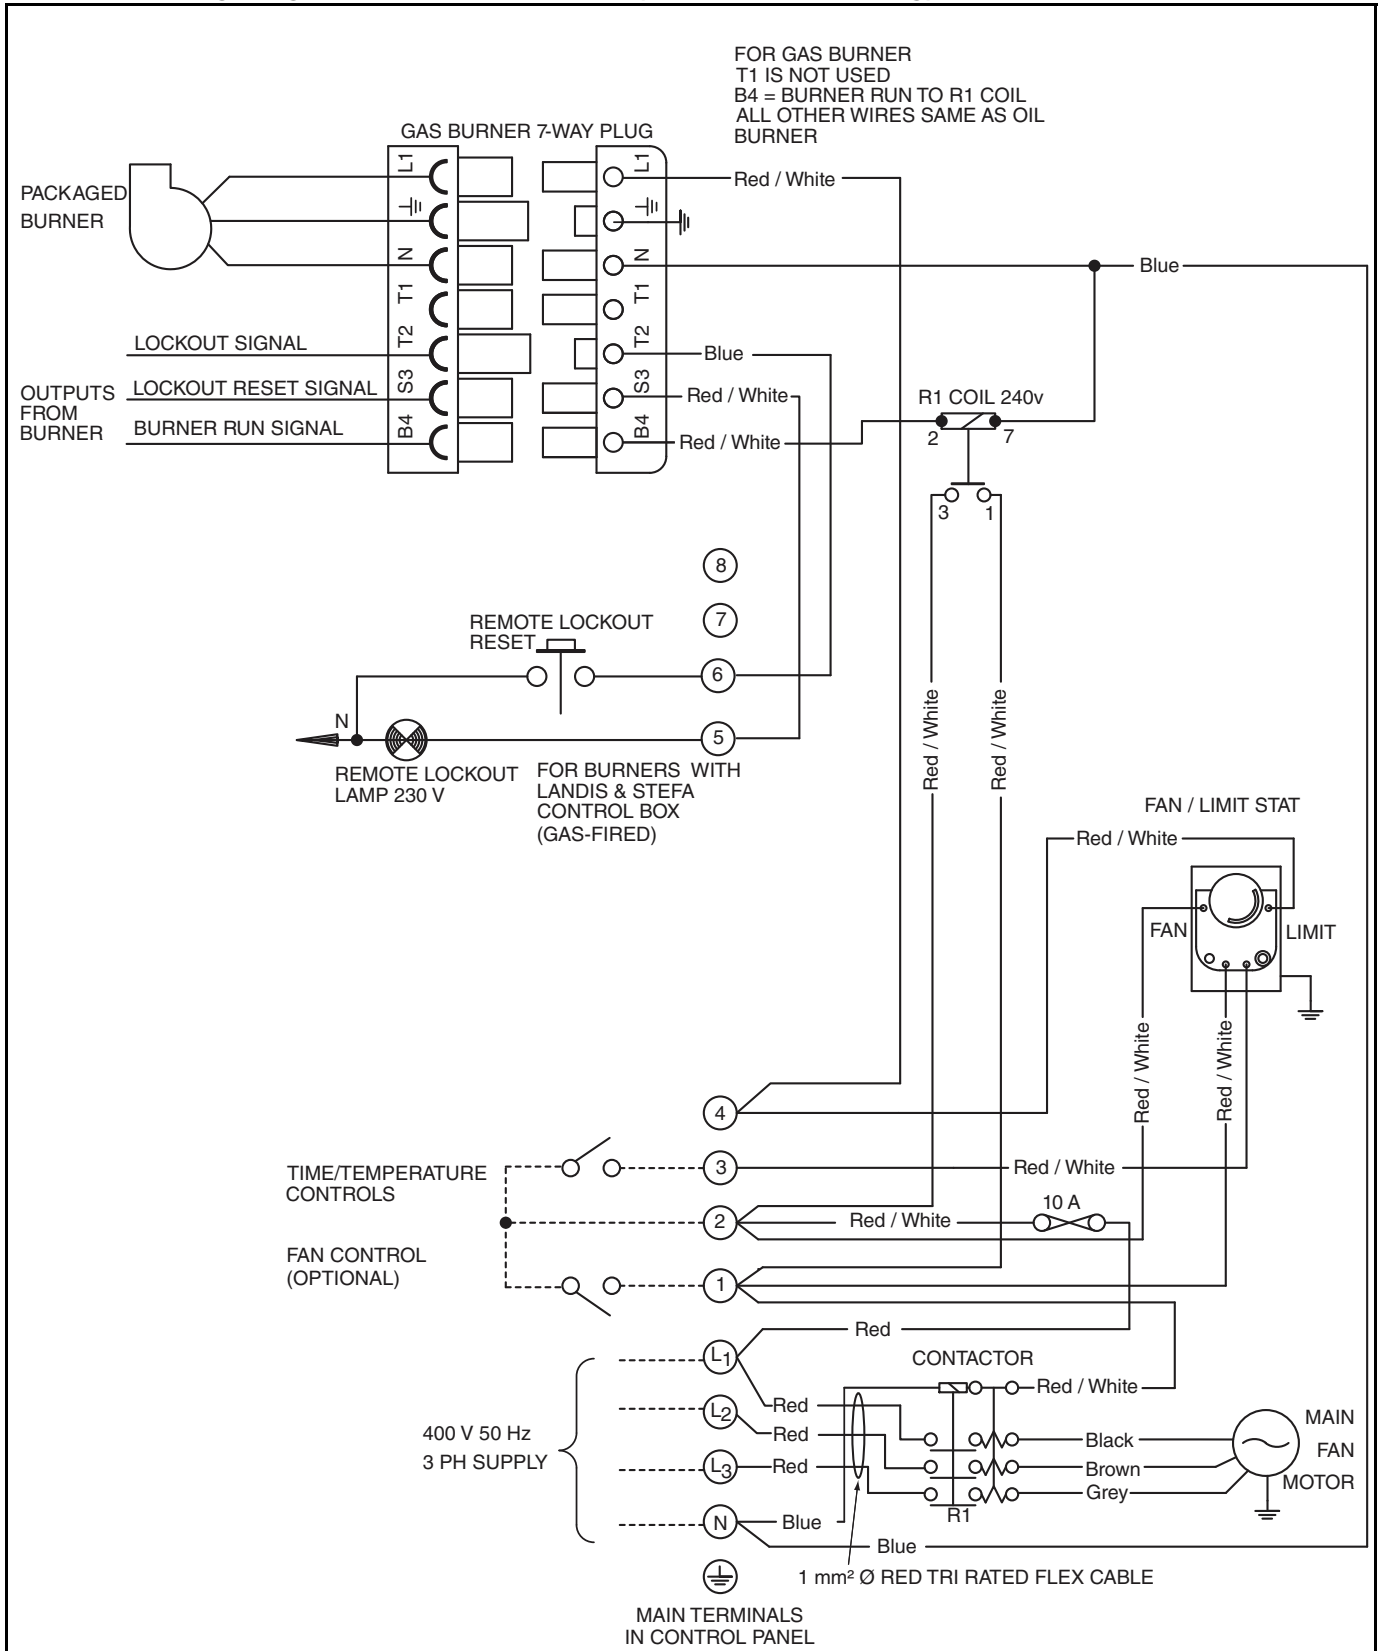 FOR GAS BURNER
T1 IS NOT USED
B4 = BURNER RUN TO R1 COIL
ALL OTHER WIRES SAME AS OIL
BURNER
GAS BURNER 7-WAY PLUG
PACKAGED
BURNER
L1
N
T1
T2
S3
B4
L1
N
T1
T2
S3
B4
Red / White
Blue
Blue
Red / White
Red / White
LOCKOUT SIGNAL
LOCKOUT RESET SIGNAL
BURNER RUN SIGNAL
OUTPUTS
FROM
BURNER
R1 COIL 240v
2
7
3
1
8
7
6
5
REMOTE LOCKOUT
RESET
N
REMOTE LOCKOUT
LAMP 230 V
FOR BURNERS WITH
LANDIS & STEFA
CONTROL BOX
(GAS-FIRED)
Red / White
Red / White
FAN / LIMIT STAT
Red / White
FAN
LIMIT
Red / White
Red / White
4
3
Red / White
2
Red / White
10 A
1
TIME/TEMPERATURE
CONTROLS
FAN CONTROL
(OPTIONAL)
L1
Red
CONTACTOR
Red / White
Red
L2
Red
L3
Red
N
Blue
Blue
400 V 50 Hz
3 PH SUPPLY
Black
Brown
Grey
R1
MAIN
FAN
MOTOR
1 mm² Ø RED TRI RATED FLEX CABLE
MAIN TERMINALS
IN CONTROL PANEL